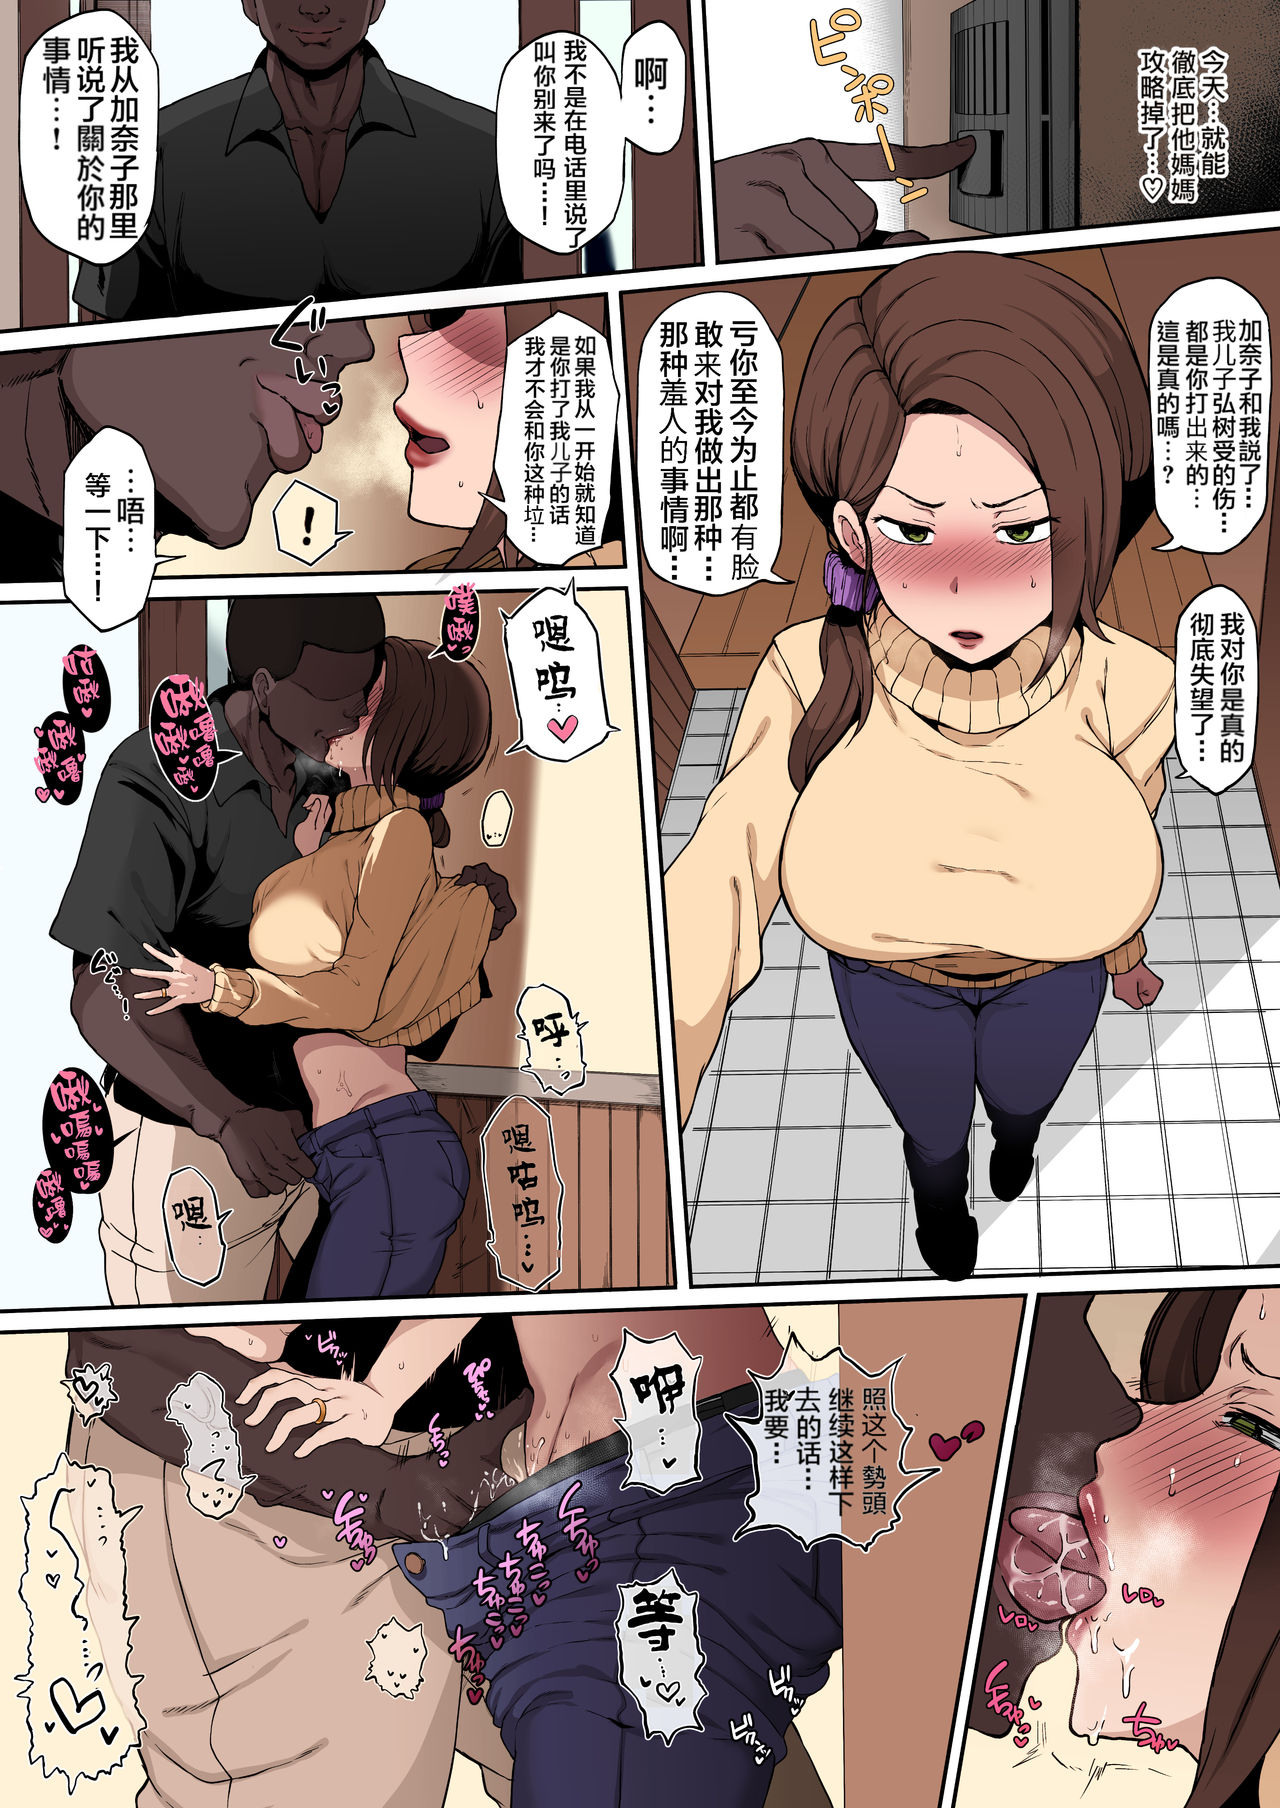 今天…就能
徹底把他媽媽
攻略掉了…♡
ピンポーン
啊…
我不是在电话里说了
叫你别来了吗……!
我从加奈子那里
听说了關於你的
事情…!
加奈子和我說了…
我儿子弘树受的伤…
都是你打出来的…
這是真的嗎…?
我对你是真的
彻底失望了…
亏你至今为止都有脸
敢来对我做出那种…
那种羞人的事情啊…
如果我从一开始就知道
是你打了我儿子的话
我才不会和你这种垃…
ぐいっ
!
…唔…
等一下…!
嗯呜…♥
呼…
嗯咕呜…
嗯…
照这个勢頭
继续这样下
去的话…
我要…
咿…
等…♡